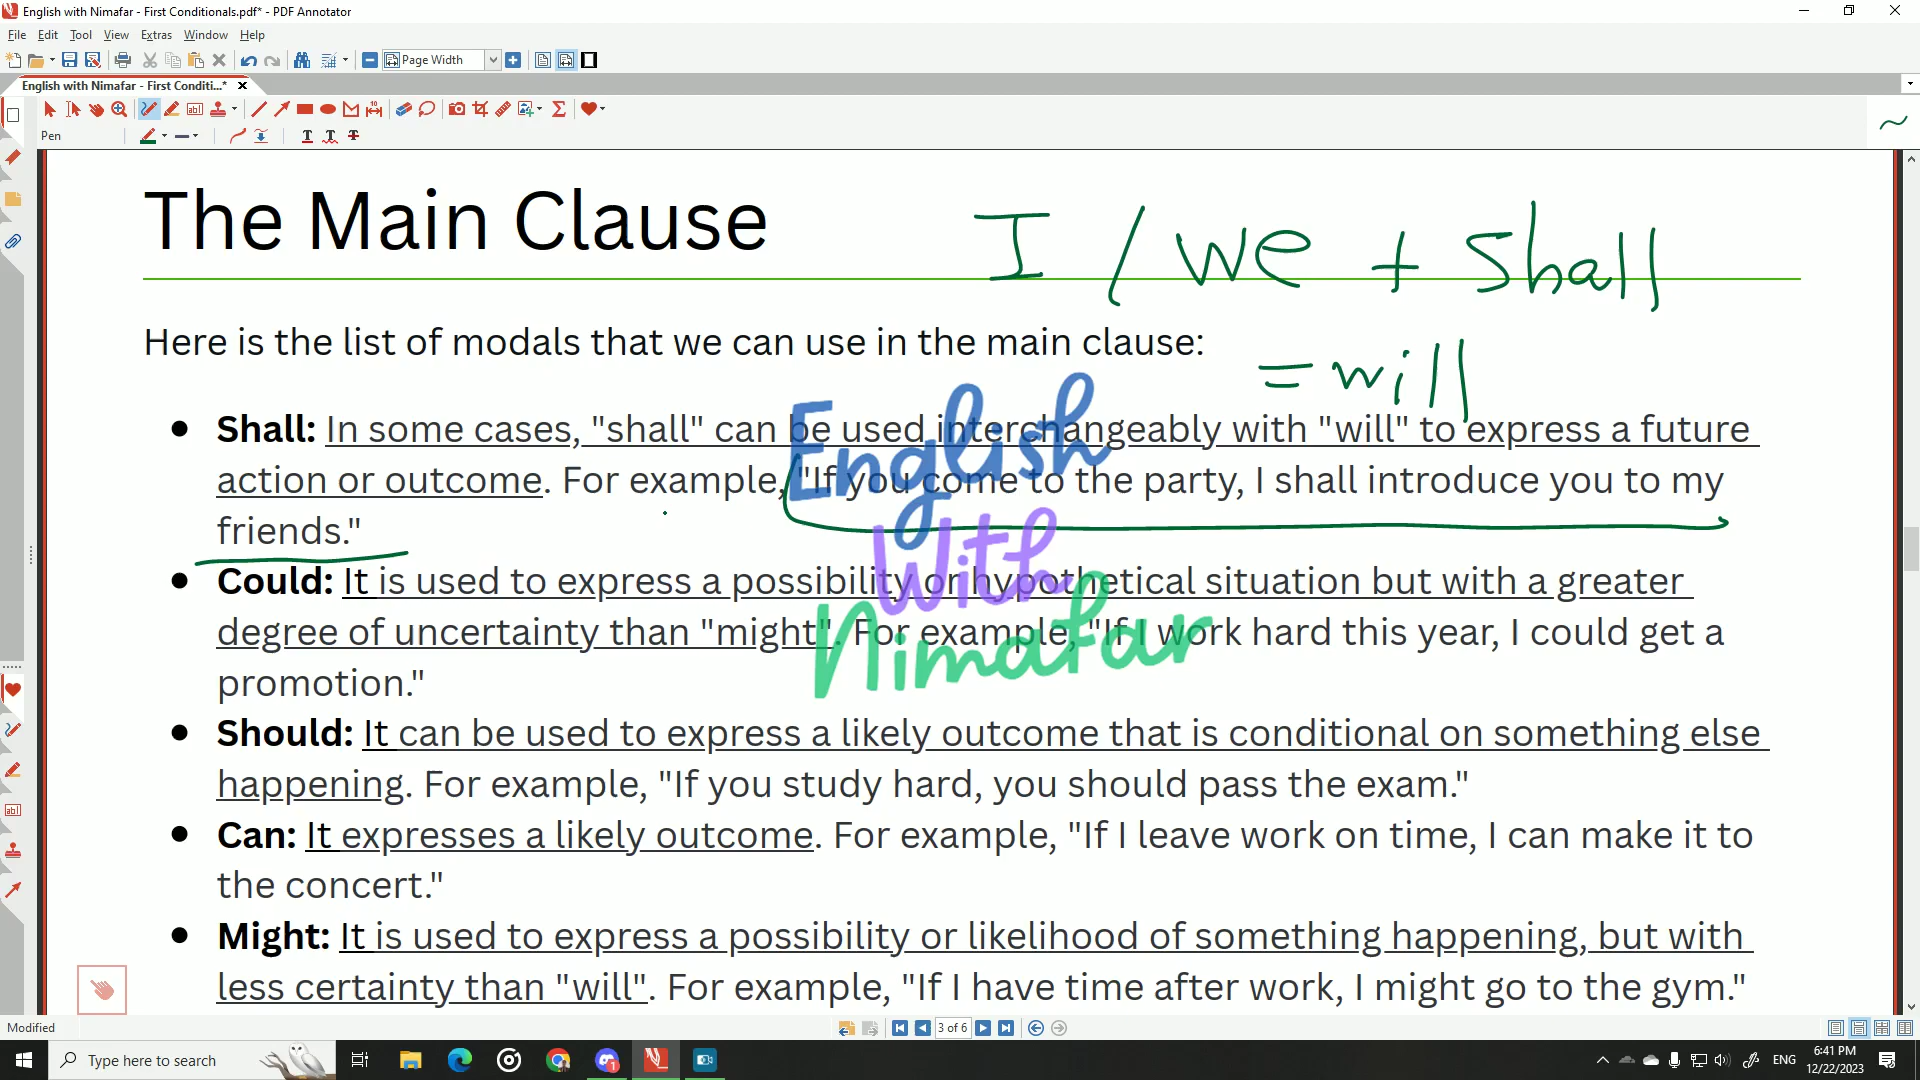 English with Nimafar - First Conditionals.pdf* - PDF Annotator
File Edit Tool View Extras Window Help
Page Width
English with Nimafar - First Conditi...*
Pen
The Main Clause
I / we + shall
Here is the list of modals that we can use in the main clause:
= will
Shall: In some cases, "shall" can be used interchangeably with "will" to express a future
action or outcome. For example, "If you come to the party, I shall introduce you to my
friends."
Could: It is used to express a possibility or hypothetical situation but with a greater
degree of uncertainty than "might". For example, "If I work hard this year, I could get a
promotion."
Should: It can be used to express a likely outcome that is conditional on something else
happening. For example, "If you study hard, you should pass the exam."
Can: It expresses a likely outcome. For example, "If I leave work on time, I can make it to
the concert."
Might: It is used to express a possibility or likelihood of something happening, but with
less certainty than "will". For example, "If I have time after work, I might go to the gym."
English
With
Nimafar
Modified
3 of 6
Type here to search
ENG
6:41 PM
12/22/2023